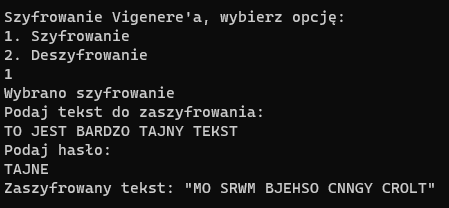 Szyfrowanie Vigenere'a, wybierz opcję:
1. Szyfrowanie
2. Deszyfrowanie
1
Wybrano szyfrowanie
Podaj tekst do zaszyfrowania:
TO JEST BARDZO TAJNY TEKST
Podaj hasło:
TAJNE
Zaszyfrowany tekst: "MO SRWM BJEHSO CNNGY CROLT"